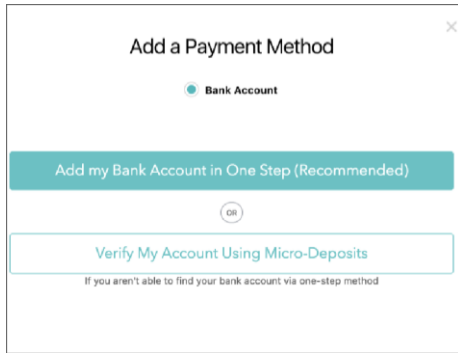 Add a Payment Method
Bank Account
Add my Bank Account in One Step (Recommended)
OR
Verify My Account Using Micro-Deposits
If you aren't able to find your bank account via one-step method